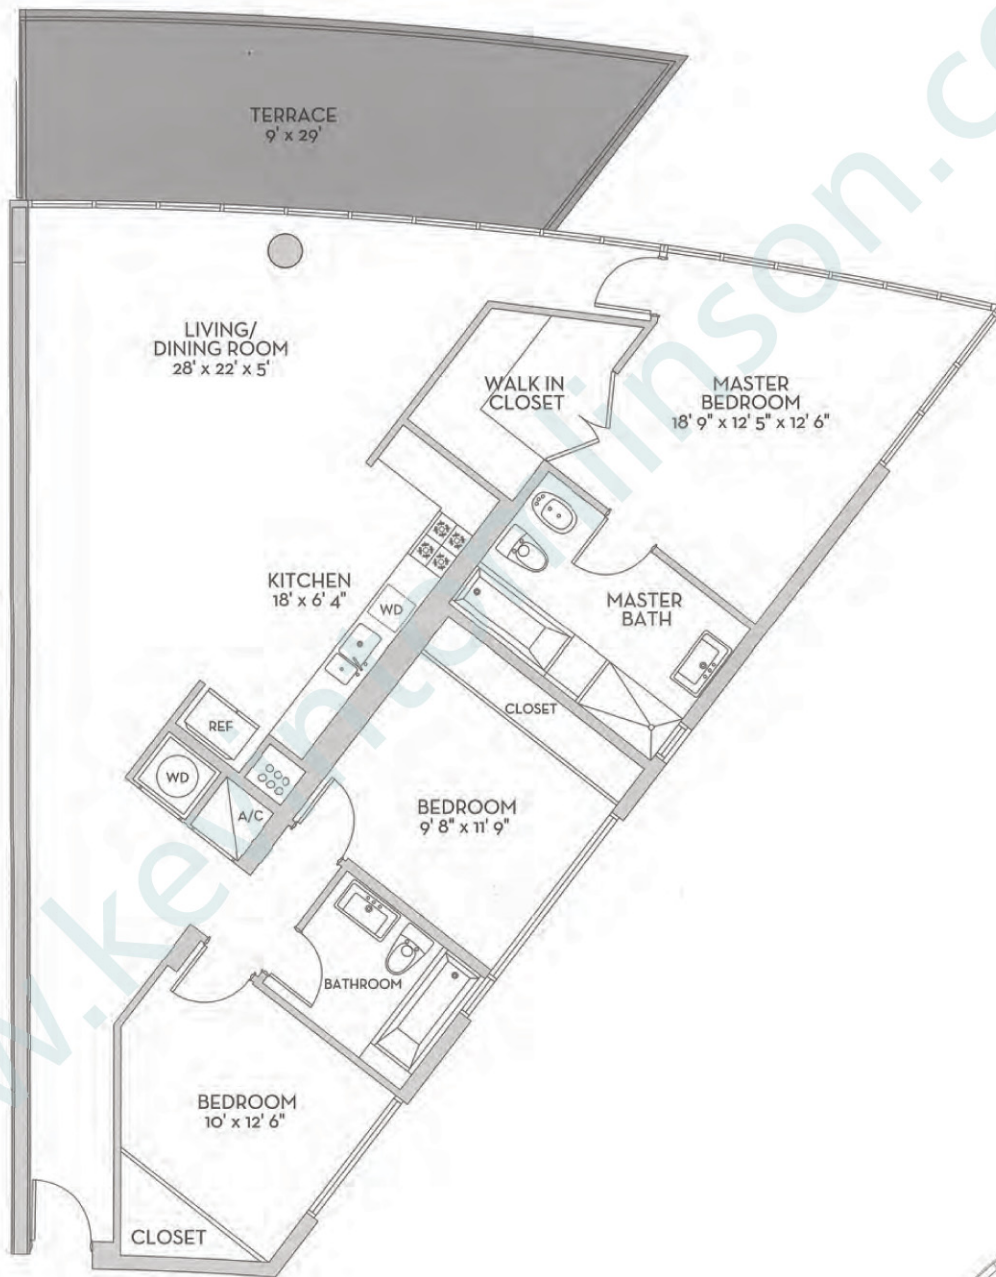 TERRACE
9' x 29'
LIVING/
DINING ROOM
28' x 22' x 5'
WALK IN
CLOSET
MASTER
BEDROOM
18' 9" x 12' 5" x 12' 6"
KITCHEN
18' x 6' 4"
WD
MASTER
BATH
CLOSET
REF
WD
A/C
BEDROOM
9' 8" x 11' 9"
BATHROOM
BEDROOM
10' x 12' 6"
CLOSET
w.kevintomlinson.co